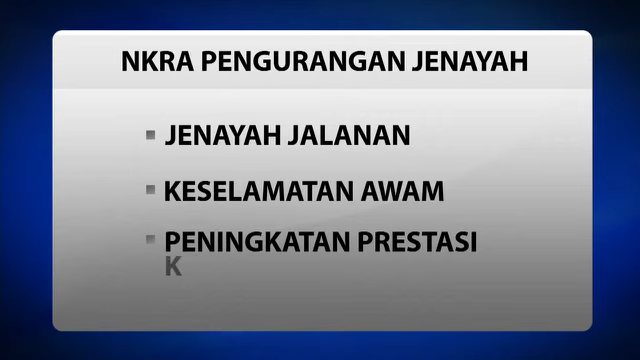 NKRA PENGURANGAN JENAYAH
JENAYAH JALANAN
KESELAMATAN AWAM
PENINGKATAN PRESTASI
K